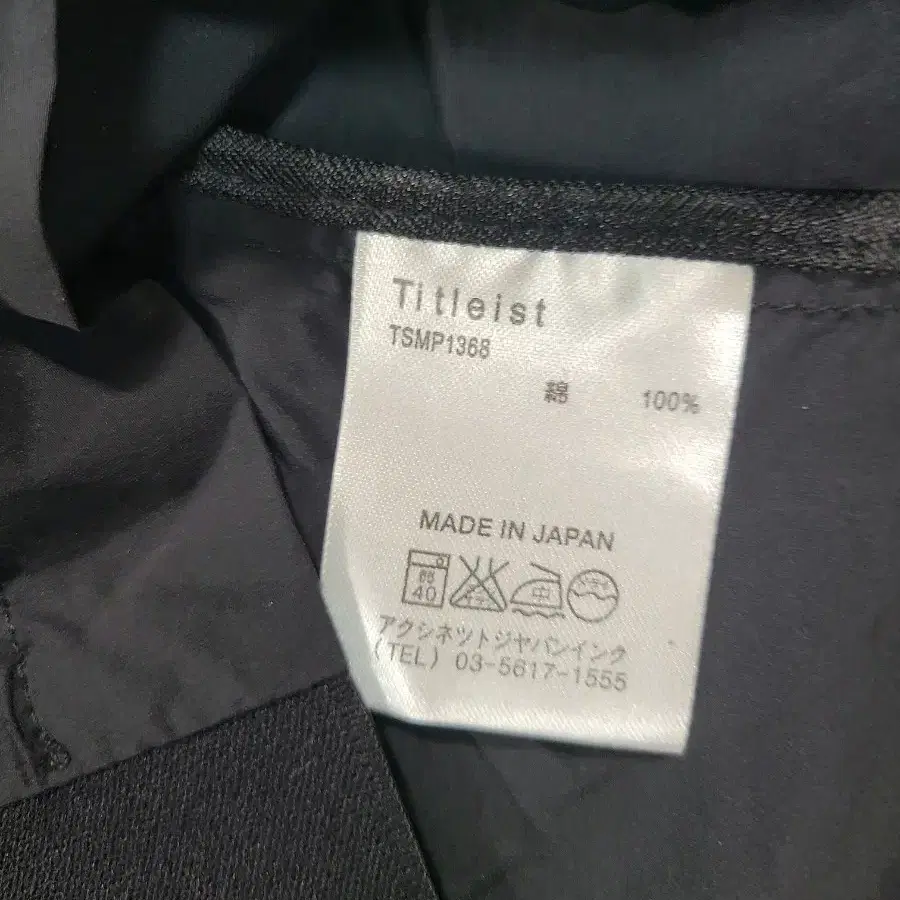 Titleist
TSMP1368
綿 100%
MADE IN JAPAN
40 中
アクシネットジャパンインク
(TEL) 03-5617-1555